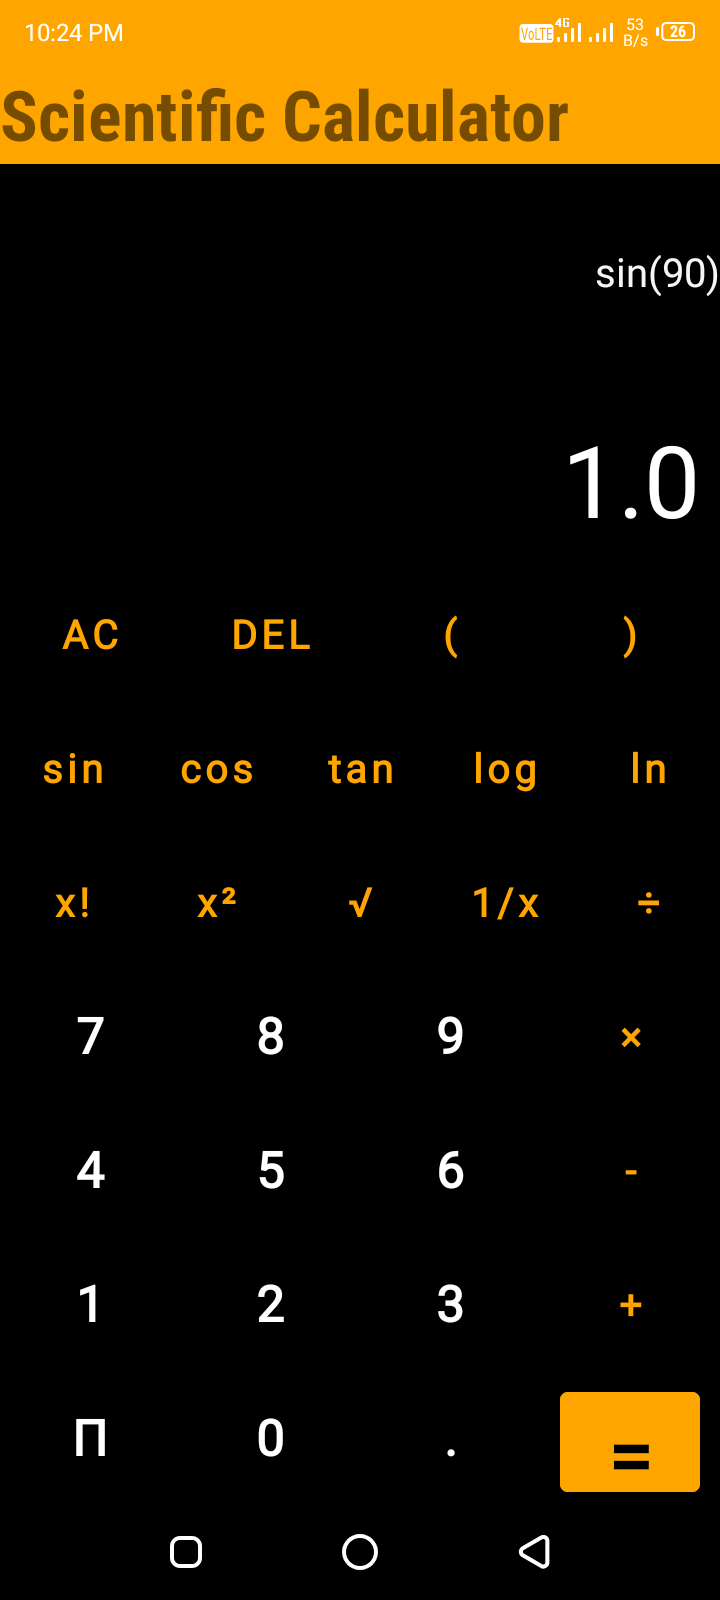 10:24 PM VoLTE 4G 53 B/s 26
Scientific Calculator
sin(90)
1.0
AC DEL ( )
sin cos tan log ln
x! x² √ 1/x ÷
7 8 9 ×
4 5 6 -
1 2 3 +
П 0 . =